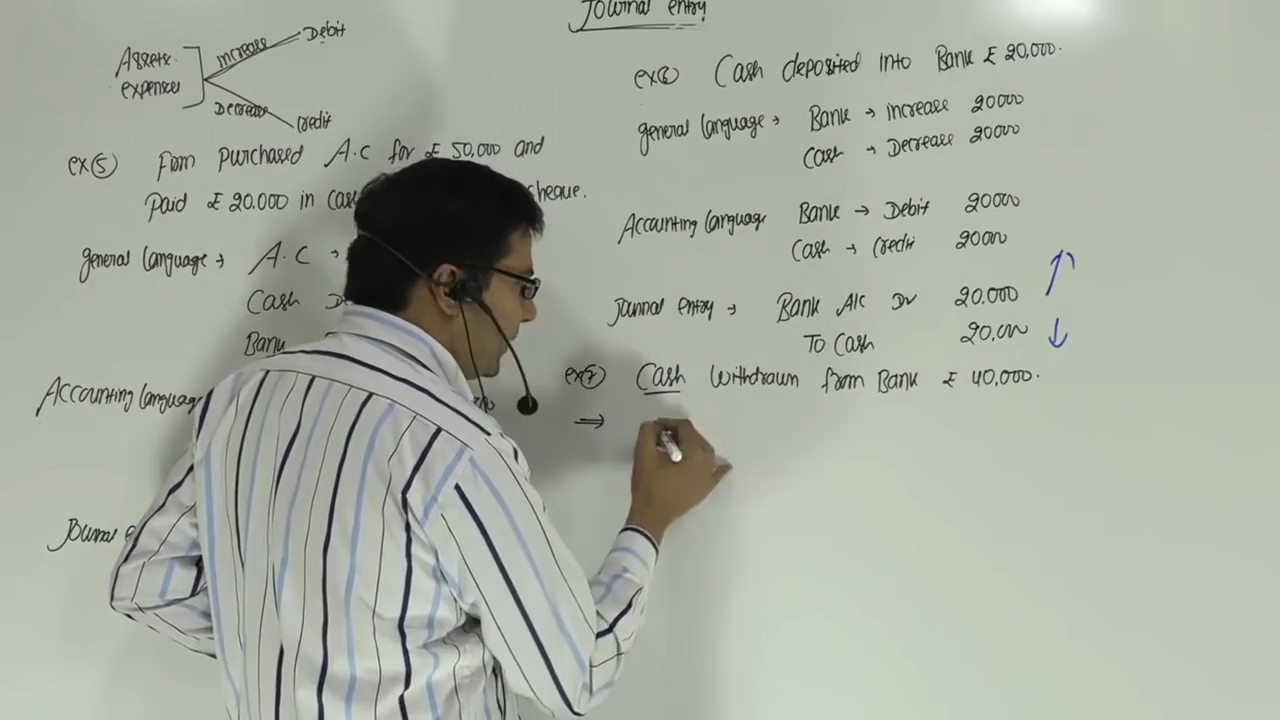 Journal entry
Assets
expenses
increase
Debit
Decrease
credit
ex⑤ Firm purchased A.C for ₤ 50,000 and
Paid ₤ 20.000 in cheque.
general language → A.C →
Cash
Bank
Accounting language
Journal
ex⑥ Cash deposited into Bank ₤ 20,000.
general language → Bank → increase 20000
Cash → Decrease 20000
Accounting language Bank → Debit 20000
Cash → credit 20000
Journal entry → Bank A/c Dr 20.000
To Cash 20,000
ex⑦ Cash withdrawn from Bank ₤ 40,000.
⇒